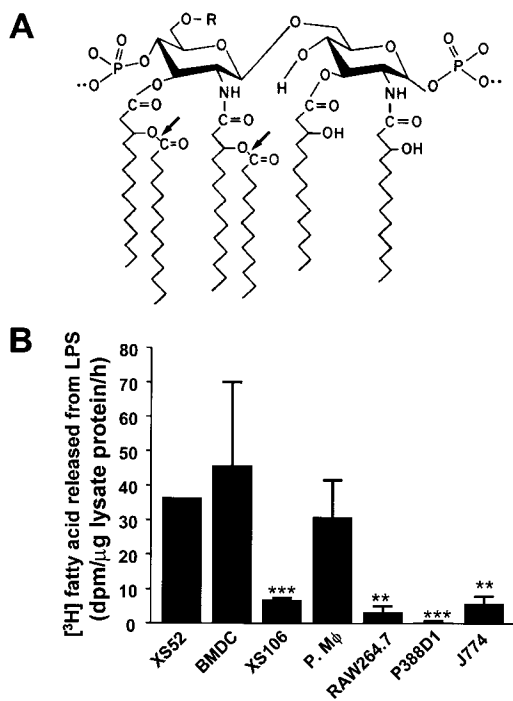 A
O–R
O
P
O
O
O
O
C=O
O
C=O
NH
C=O
O
C=O
O
H
O
C=O
OH
NH
C=O
OH
O
O
P
O
B
[³H] fatty acid released from LPS
(dpm/μg lysate protein/h)
80
70
60
50
40
30
20
10
0
***
**
***
**
XS52
BMDC
XS106
P. Mϕ
RAW264.7
P388D1
J774